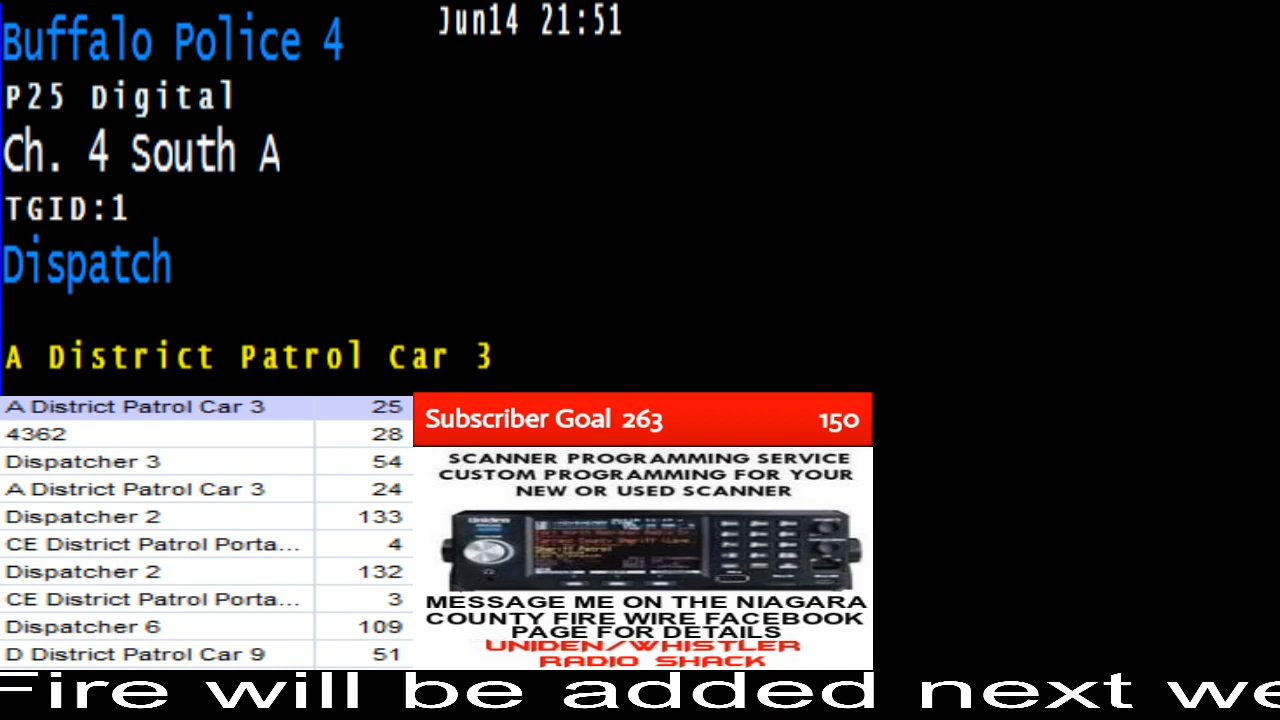 Buffalo Police 4
Jun14 21:51
P25 Digital
Ch. 4 South A
TGID:1
Dispatch
A District Patrol Car 3
A District Patrol Car 3 25
4362 28
Dispatcher 3 54
A District Patrol Car 3 24
Dispatcher 2 133
CE District Patrol Porta... 4
Dispatcher 2 132
CE District Patrol Porta... 3
Dispatcher 6 109
D District Patrol Car 9 51
Subscriber Goal 263 150
SCANNER PROGRAMMING SERVICE
CUSTOM PROGRAMMING FOR YOUR
NEW OR USED SCANNER
Uniden
MESSAGE ME ON THE NIAGARA
COUNTY FIRE WIRE FACEBOOK
PAGE FOR DETAILS
UNIDEN/WHISTLER
RADIO SHACK
Fire will be added next we